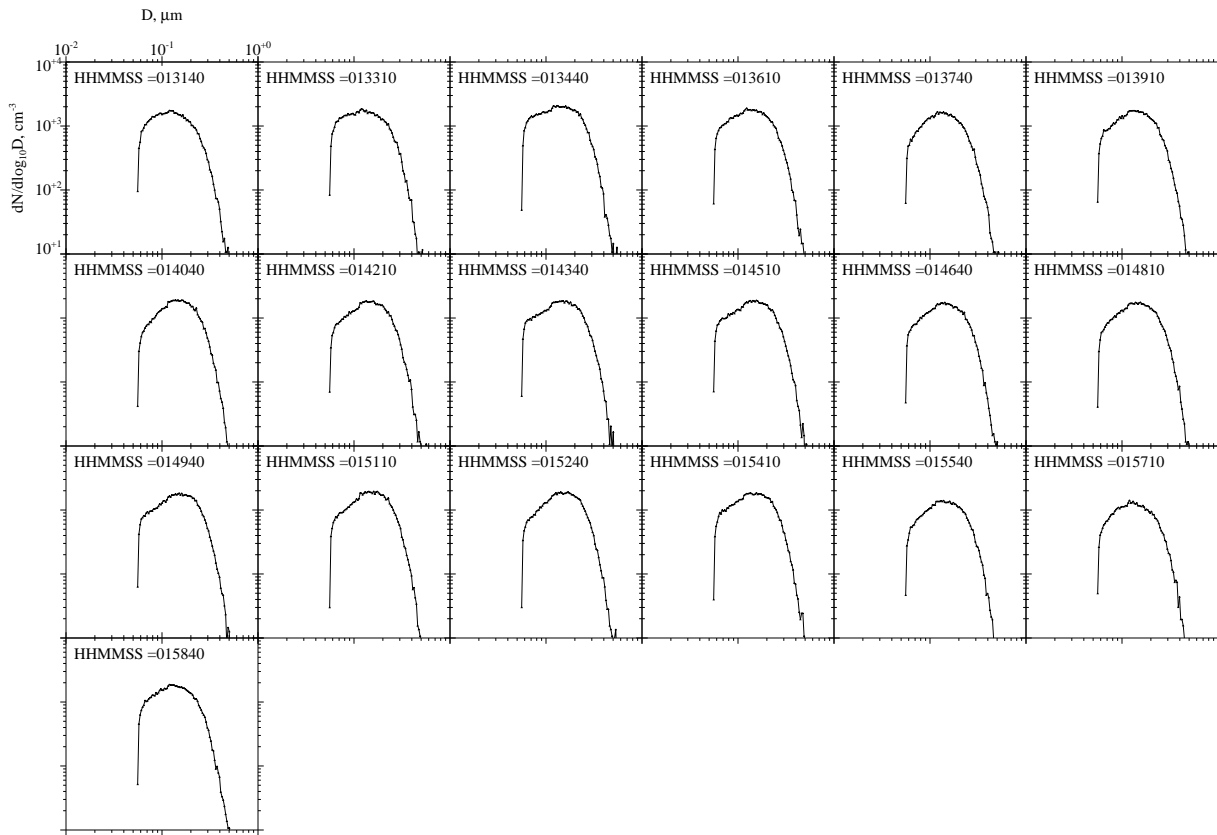 D, μm
10⁻² 10⁻¹ 10⁺⁰
dN/dlog₁₀D, cm⁻³
10⁺⁴
10⁺³
10⁺²
10⁺¹
HHMMSS =013140 HHMMSS =013310 HHMMSS =013440 HHMMSS =013610 HHMMSS =013740 HHMMSS =013910
HHMMSS =014040 HHMMSS =014210 HHMMSS =014340 HHMMSS =014510 HHMMSS =014640 HHMMSS =014810
HHMMSS =014940 HHMMSS =015110 HHMMSS =015240 HHMMSS =015410 HHMMSS =015540 HHMMSS =015710
HHMMSS =015840